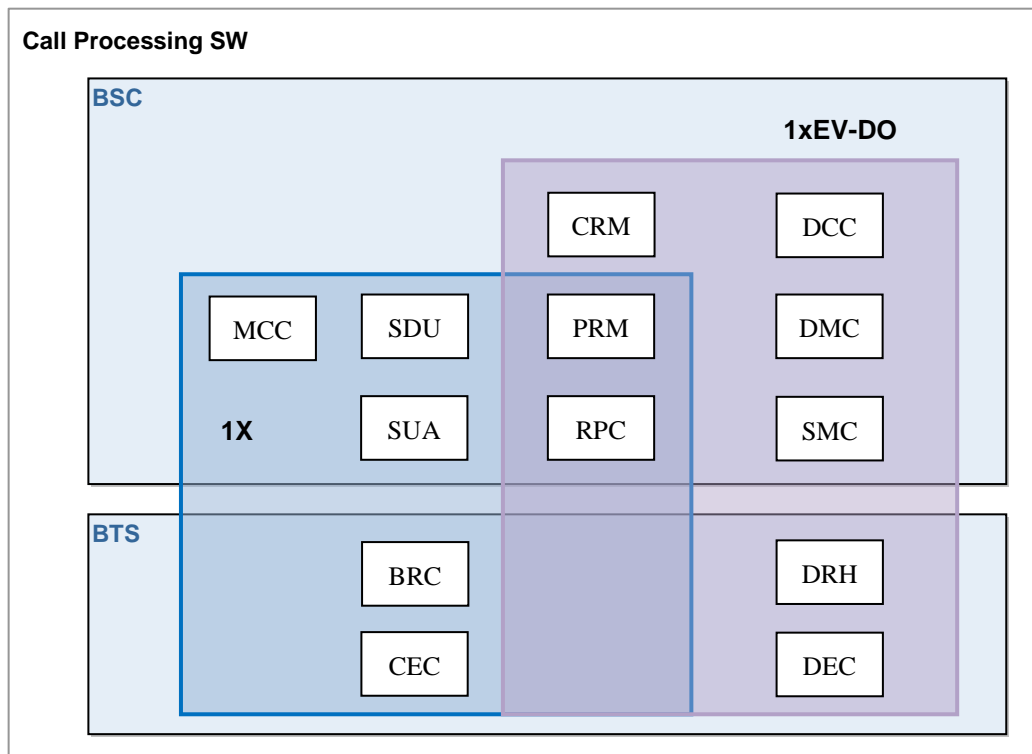 Call Processing SW
BSC
1xEV-DO
CRM
DCC
MCC
SDU
PRM
DMC
1X
SUA
RPC
SMC
BTS
BRC
DRH
CEC
DEC